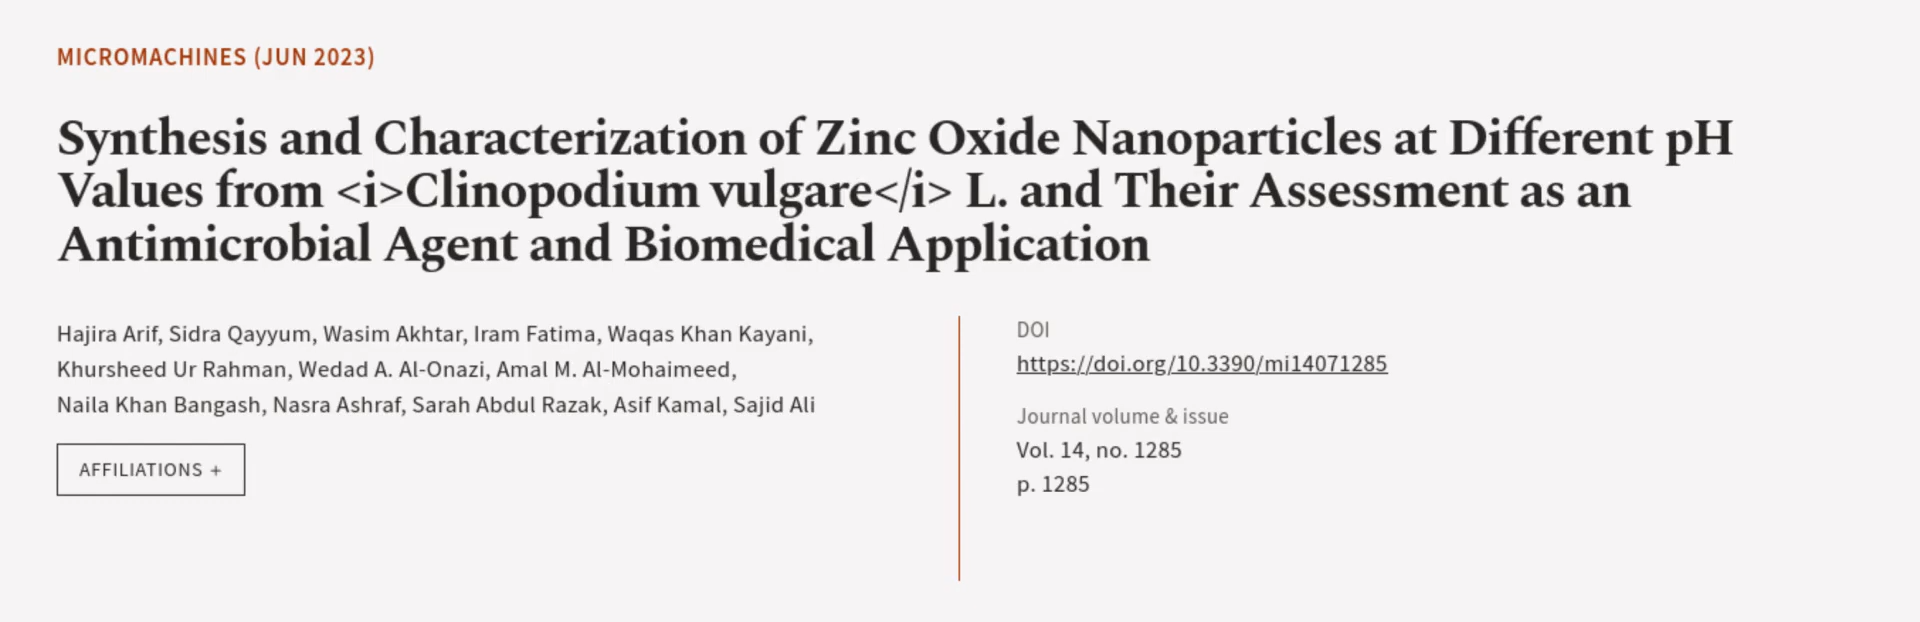 MICROMACHINES (JUN 2023)
Synthesis and Characterization of Zinc Oxide Nanoparticles at Different pH
Values from <i>Clinopodium vulgare</i> L. and Their Assessment as an
Antimicrobial Agent and Biomedical Application
Hajira Arif, Sidra Qayyum, Wasim Akhtar, Iram Fatima, Waqas Khan Kayani,
Khursheed Ur Rahman, Wedad A. Al-Onazi, Amal M. Al-Mohaimeed,
Naila Khan Bangash, Nasra Ashraf, Sarah Abdul Razak, Asif Kamal, Sajid Ali
AFFILIATIONS +
DOI
https://doi.org/10.3390/mi14071285
Journal volume & issue
Vol. 14, no. 1285
p. 1285